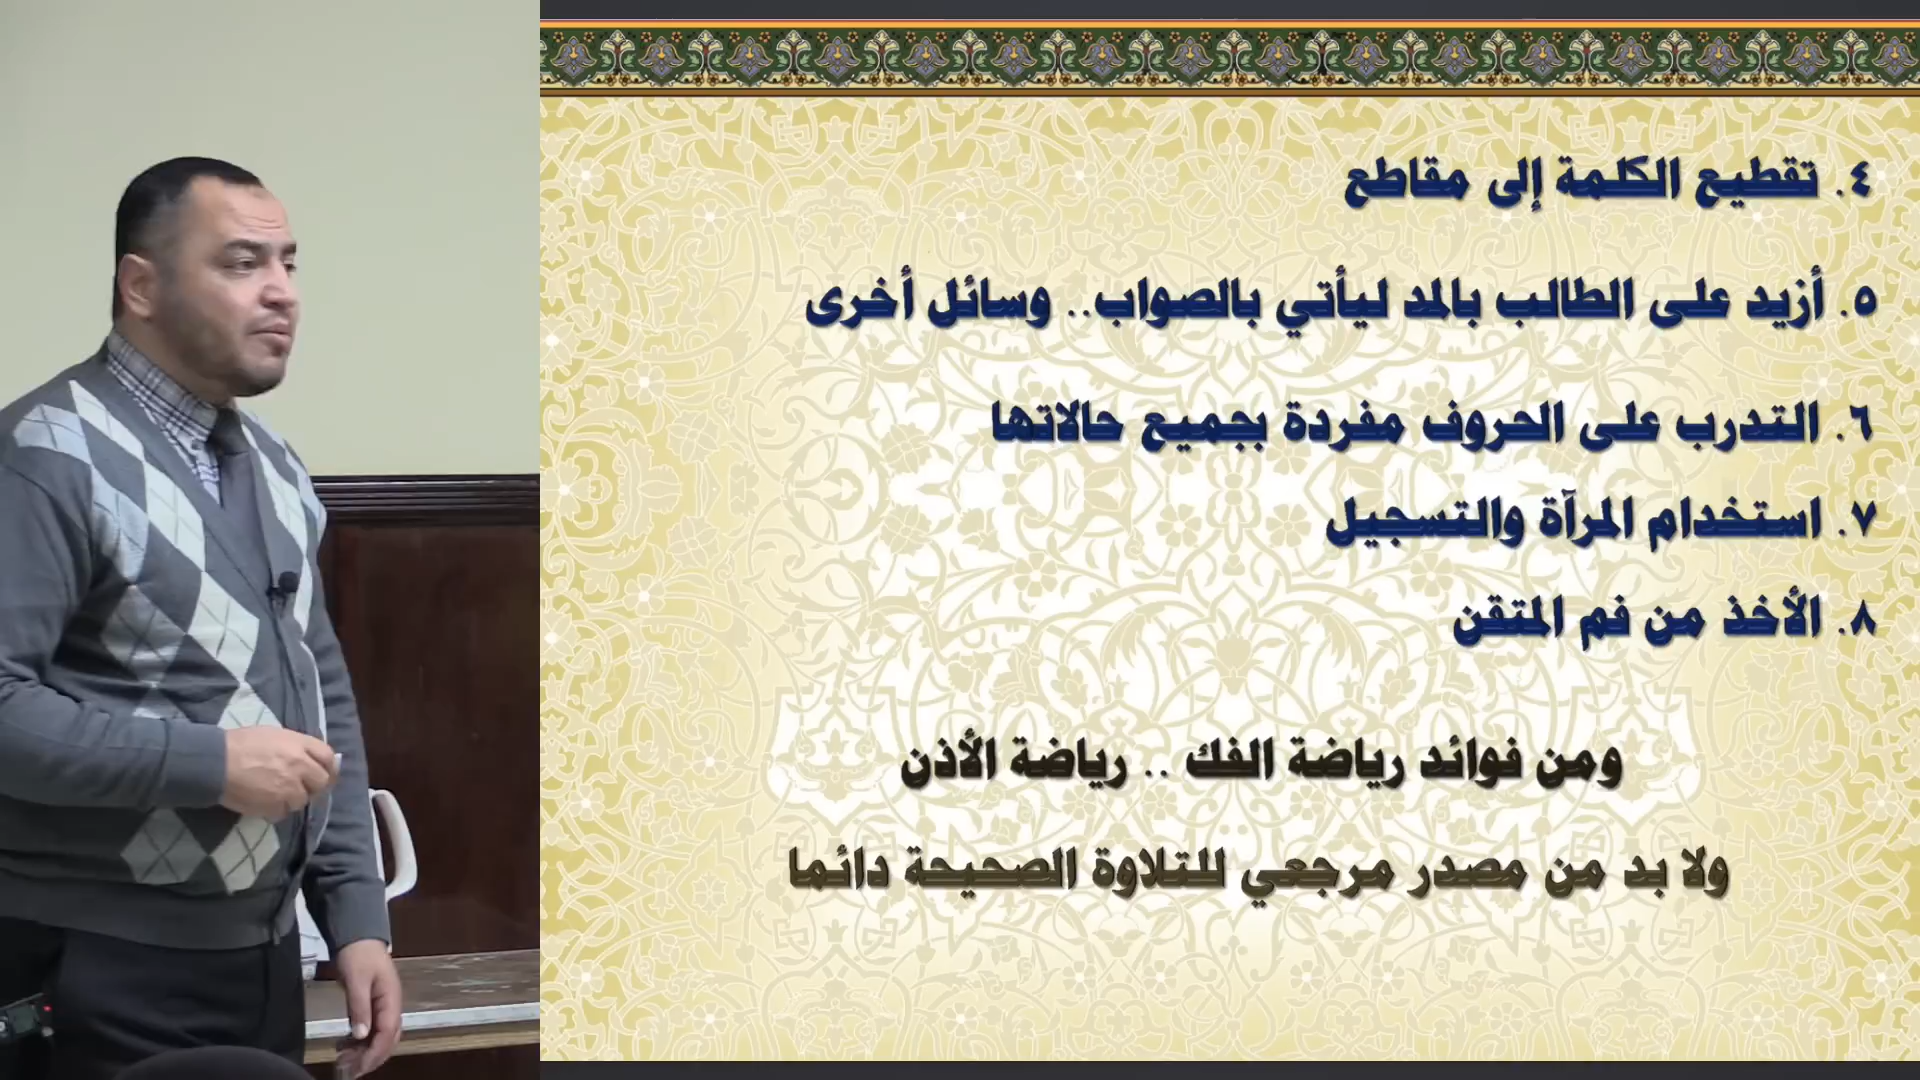 ٤. تقطيع الكلمة إلى مقاطع
٥. أزيد على الطالب بالمد ليأتي بالصواب.. وسائل أخرى
٦. التدرب على الحروف مفردة بجميع حالاتها
٧. استخدام المرآة والتسجيل
٨. الأخذ من فم المتقن
ومن فوائد رياضة الفك .. رياضة الأذن
ولا بد من مصدر مرجعي للتلاوة الصحيحة دائما